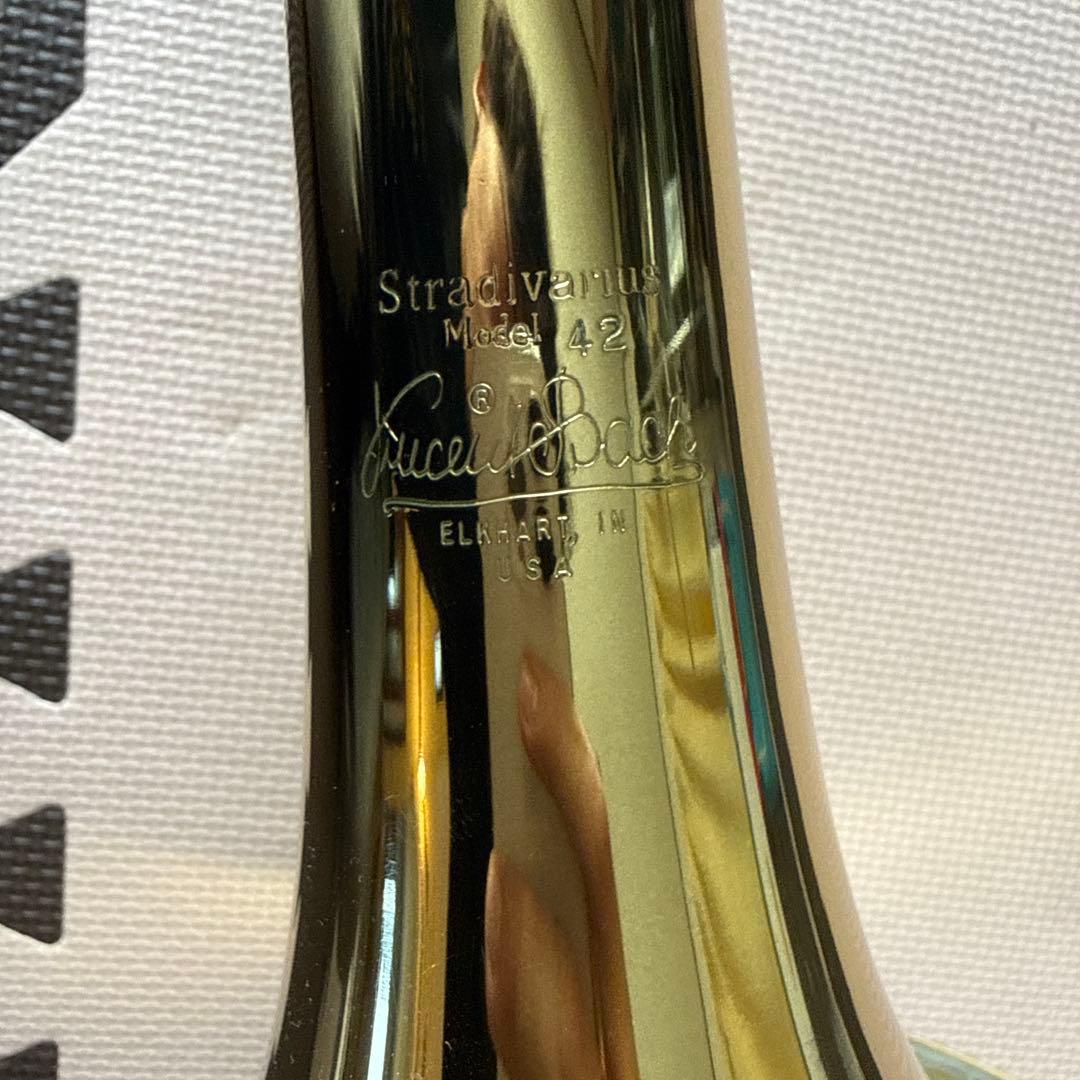 Stradivarius
Model 42
®
Vincent Bach
ELKHART, IN
USA